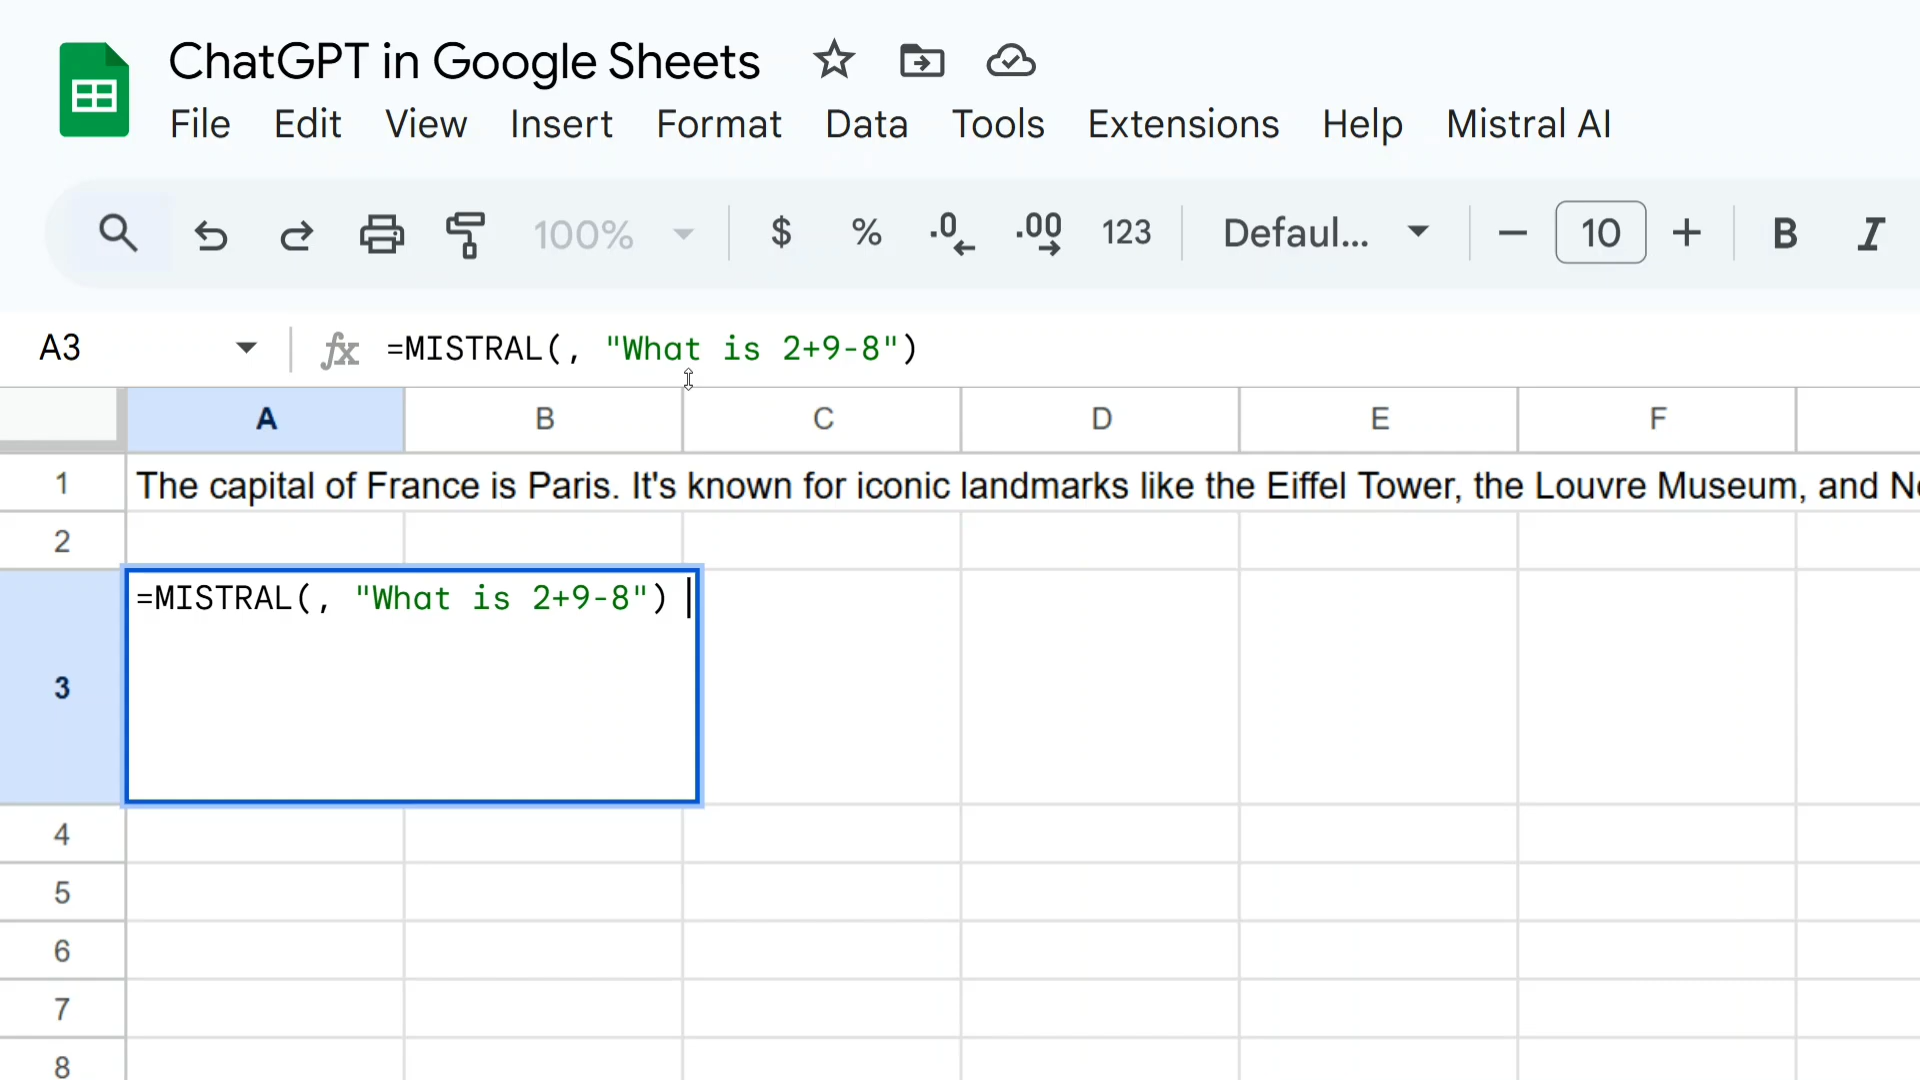 ChatGPT in Google Sheets
File Edit View Insert Format Data Tools Extensions Help Mistral AI
100% $ % .0 .00 123 Defaul... 10 B I
A3 fx =MISTRAL(, "What is 2+9-8")
A B C D E F
1 The capital of France is Paris. It's known for iconic landmarks like the Eiffel Tower, the Louvre Museum, and
2
3 =MISTRAL(, "What is 2+9-8")
4
5
6
7
8